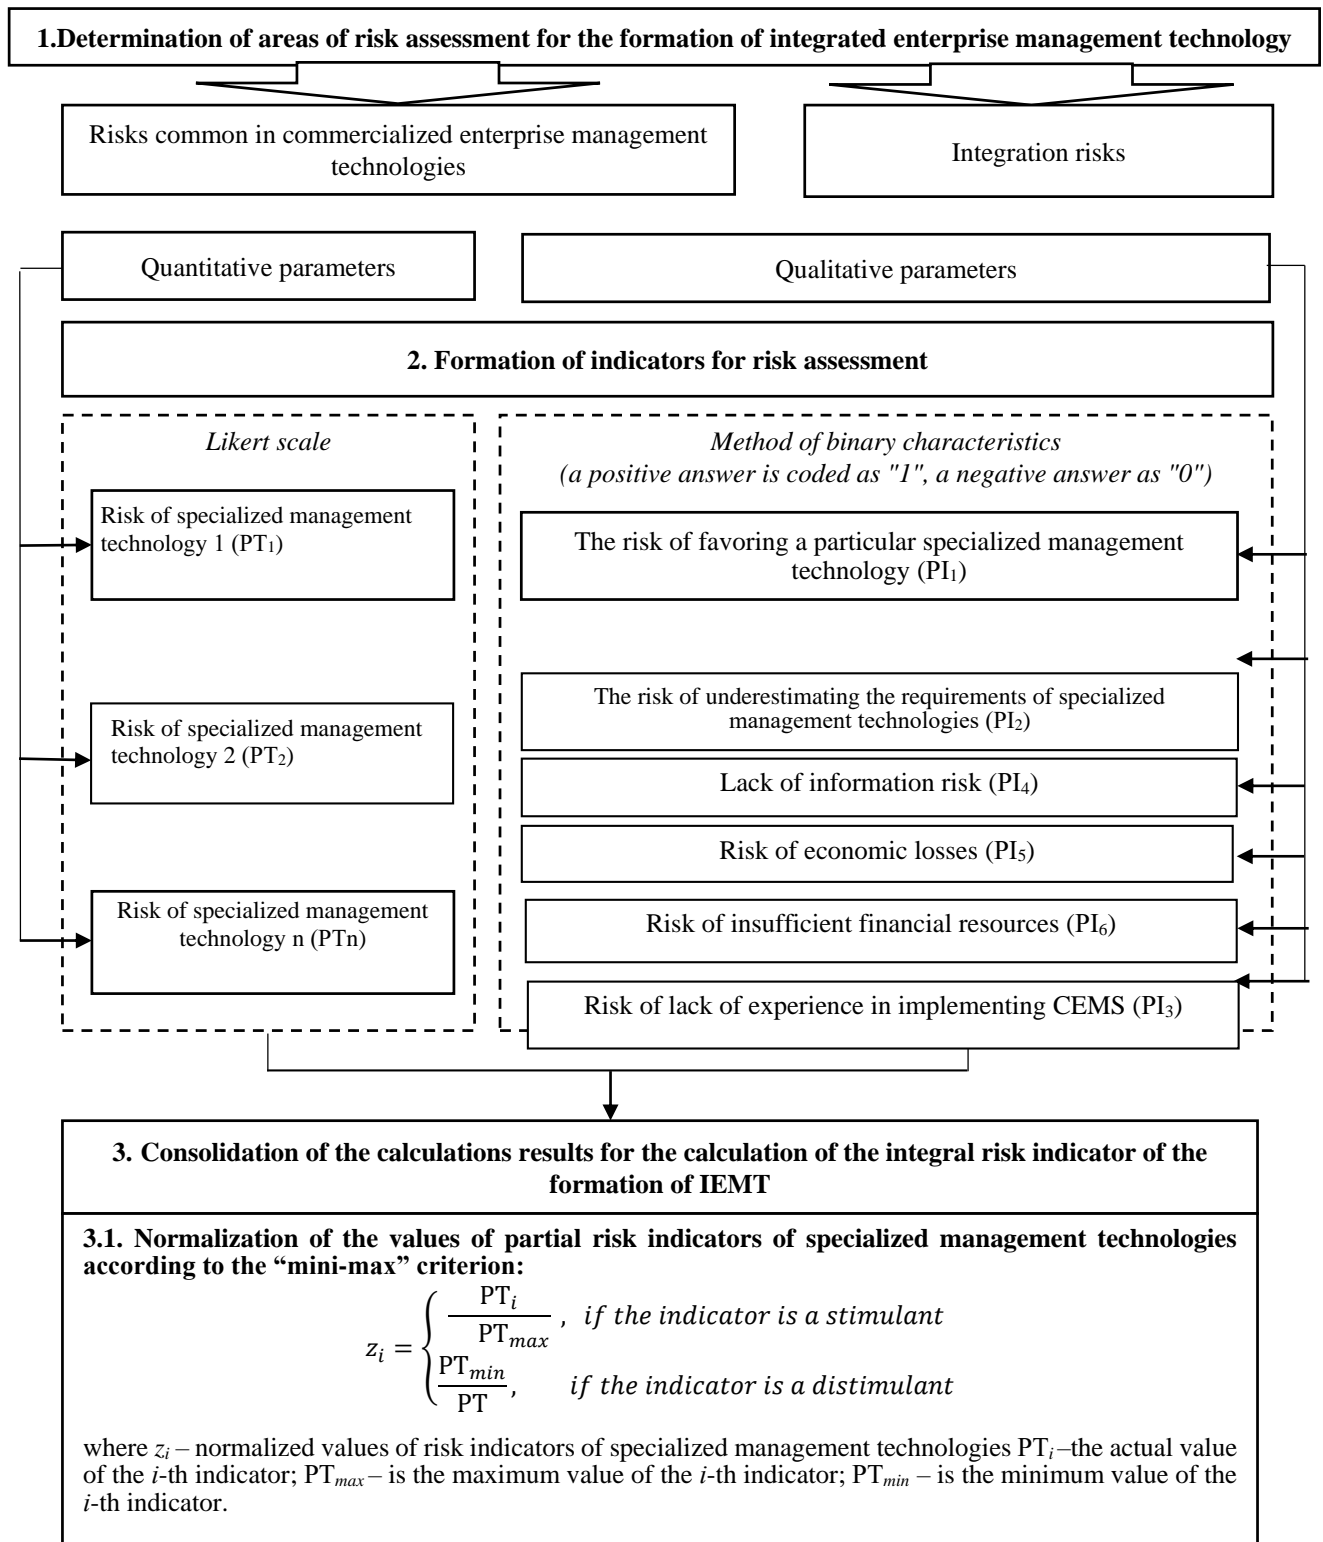 1.Determination of areas of risk assessment for the formation of integrated enterprise management technology
Risks common in commercialized enterprise management
technologies
Integration risks
Quantitative parameters
Qualitative parameters
2. Formation of indicators for risk assessment
Likert scale
Risk of specialized management
technology 1 (PT₁)
Risk of specialized management
technology 2 (PT₂)
Risk of specialized management
technology n (PTn)
Method of binary characteristics
(a positive answer is coded as "1", a negative answer as "0")
The risk of favoring a particular specialized management
technology (PI₁)
The risk of underestimating the requirements of specialized
management technologies (PI₂)
Lack of information risk (PI₄)
Risk of economic losses (PI₅)
Risk of insufficient financial resources (PI₆)
Risk of lack of experience in implementing CEMS (PI₃)
3. Consolidation of the calculations results for the calculation of the integral risk indicator of the
formation of IEMT
3.1. Normalization of the values of partial risk indicators of specialized management technologies
according to the “mini-max” criterion:
z_i = { PT_i / PT_max , if the indicator is a stimulant
PT_min / PT , if the indicator is a distimulant
where z_i – normalized values of risk indicators of specialized management technologies PT_i –the actual value
of the i-th indicator; PT_max – is the maximum value of the i-th indicator; PT_min – is the minimum value of the
i-th indicator.